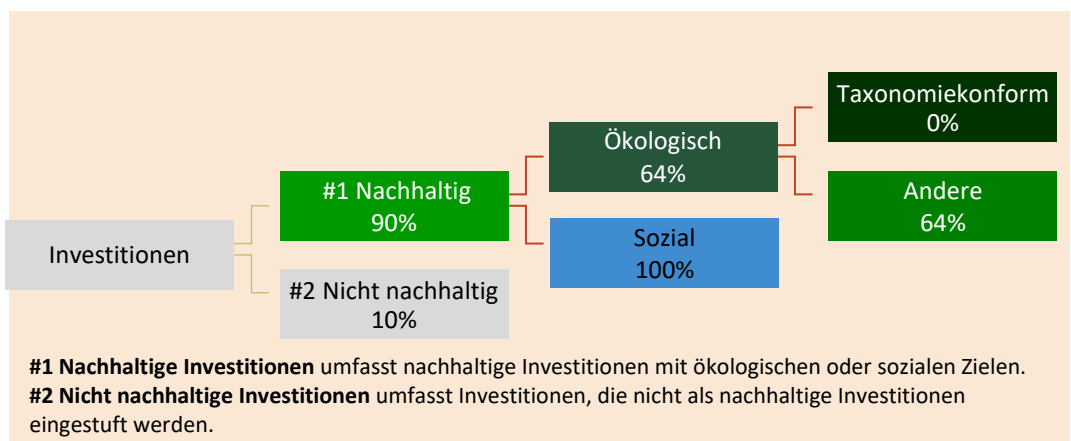 Taxonomiekonform
0%
Ökologisch
64%
#1 Nachhaltig
90%
Andere
64%
Sozial
100%
Investitionen
#2 Nicht nachhaltig
10%
#1 Nachhaltige Investitionen umfasst nachhaltige Investitionen mit ökologischen oder sozialen Zielen.
#2 Nicht nachhaltige Investitionen umfasst Investitionen, die nicht als nachhaltige Investitionen
eingestuft werden.